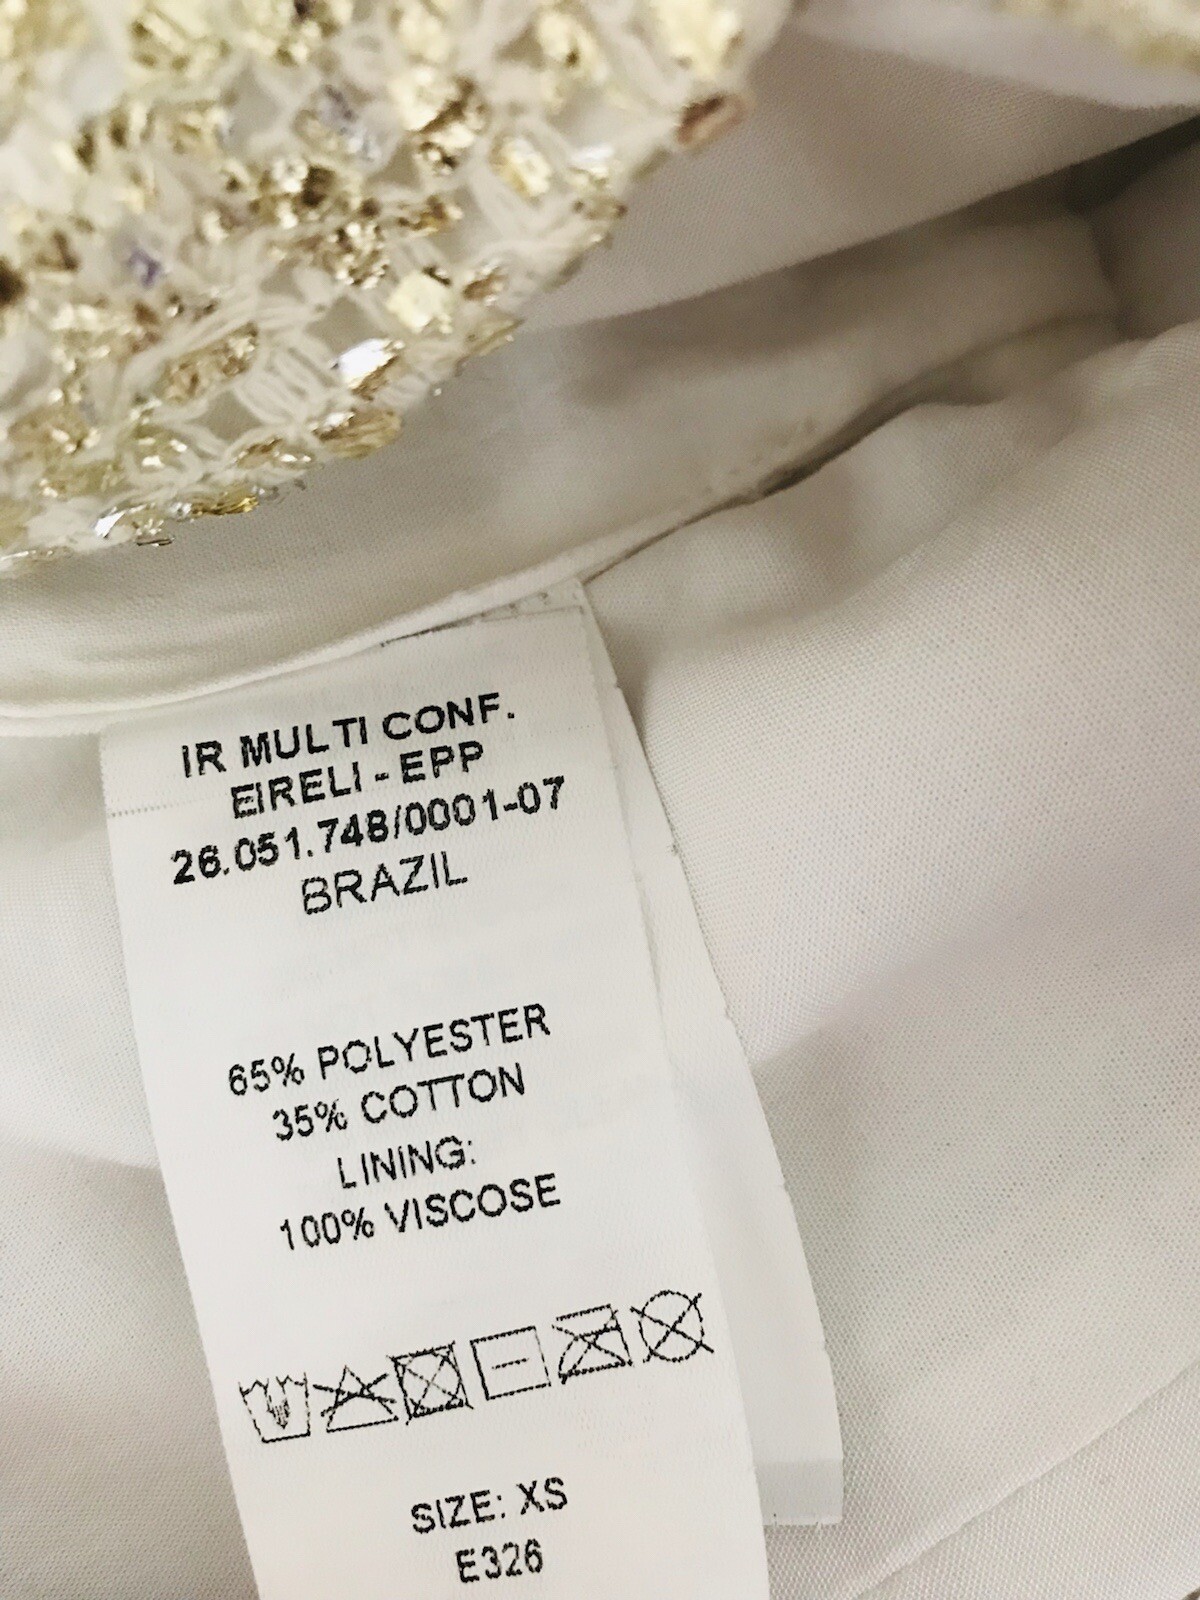 IR MULTI CONF.
EIRELI - EPP
26.051.748/0001-07
BRAZIL
65% POLYESTER
35% COTTON
LINING:
100% VISCOSE
SIZE: XS
E326